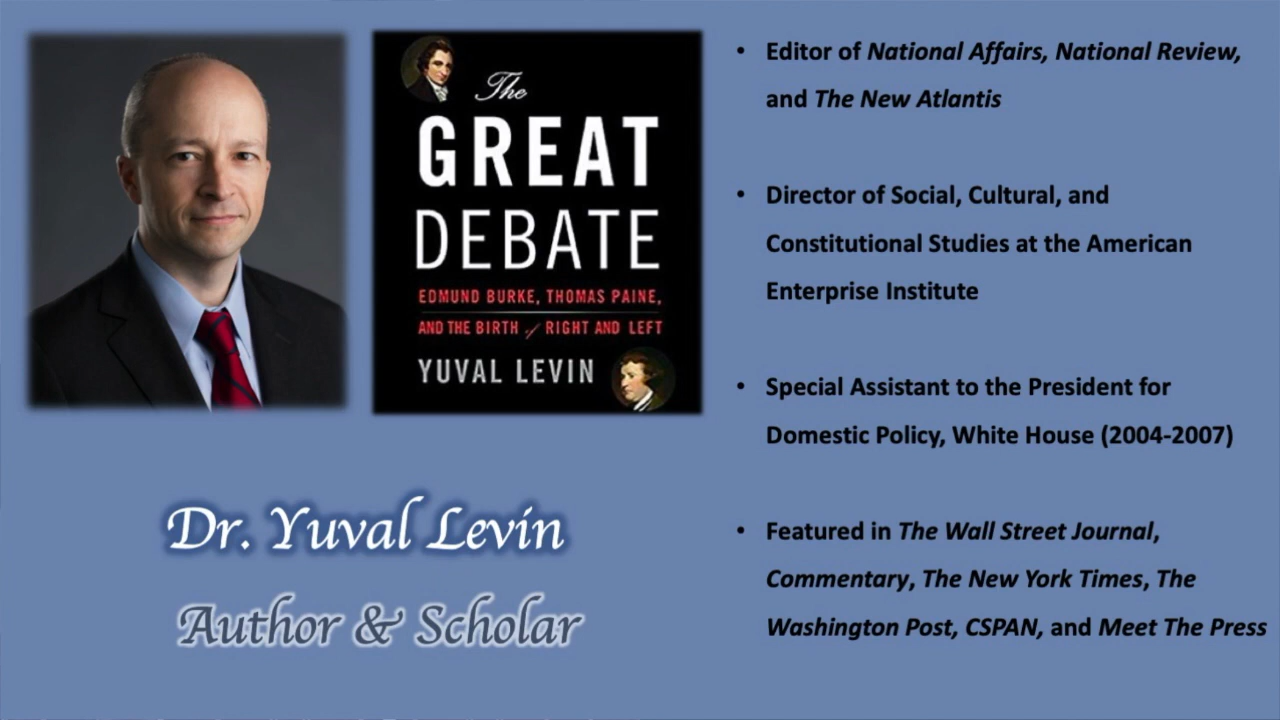 The
GREAT
DEBATE
EDMUND BURKE, THOMAS PAINE,
AND THE BIRTH of RIGHT AND LEFT
YUVAL LEVIN
Dr. Yuval Levin
Author & Scholar
• Editor of National Affairs, National Review,
and The New Atlantis
• Director of Social, Cultural, and
Constitutional Studies at the American
Enterprise Institute
• Special Assistant to the President for
Domestic Policy, White House (2004-2007)
• Featured in The Wall Street Journal,
Commentary, The New York Times, The
Washington Post, CSPAN, and Meet The Press